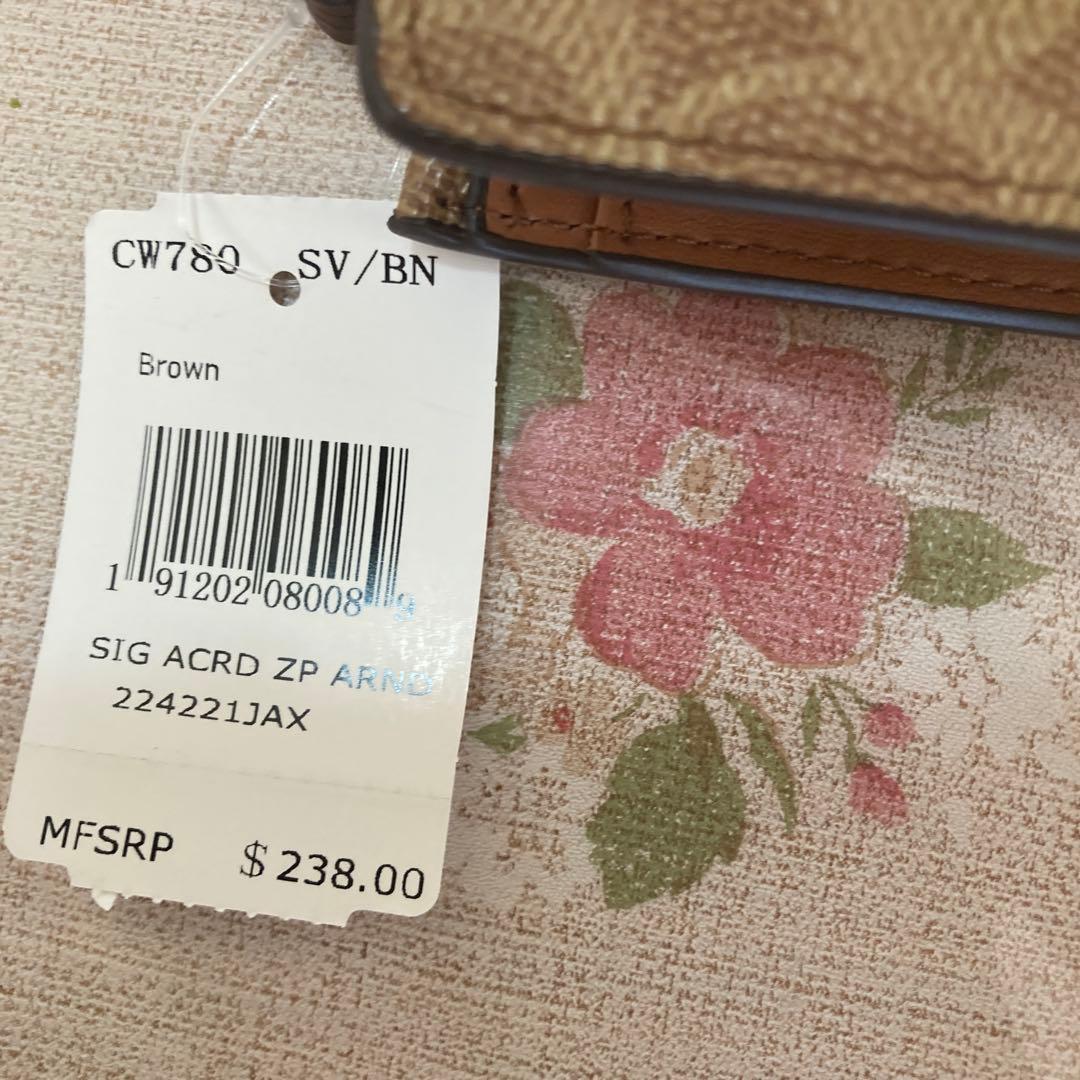 CW780 SV/BN
Brown
1 91202 08008 9
SIG ACRD ZP ARND
224221JAX
MFSRP $ 238.00